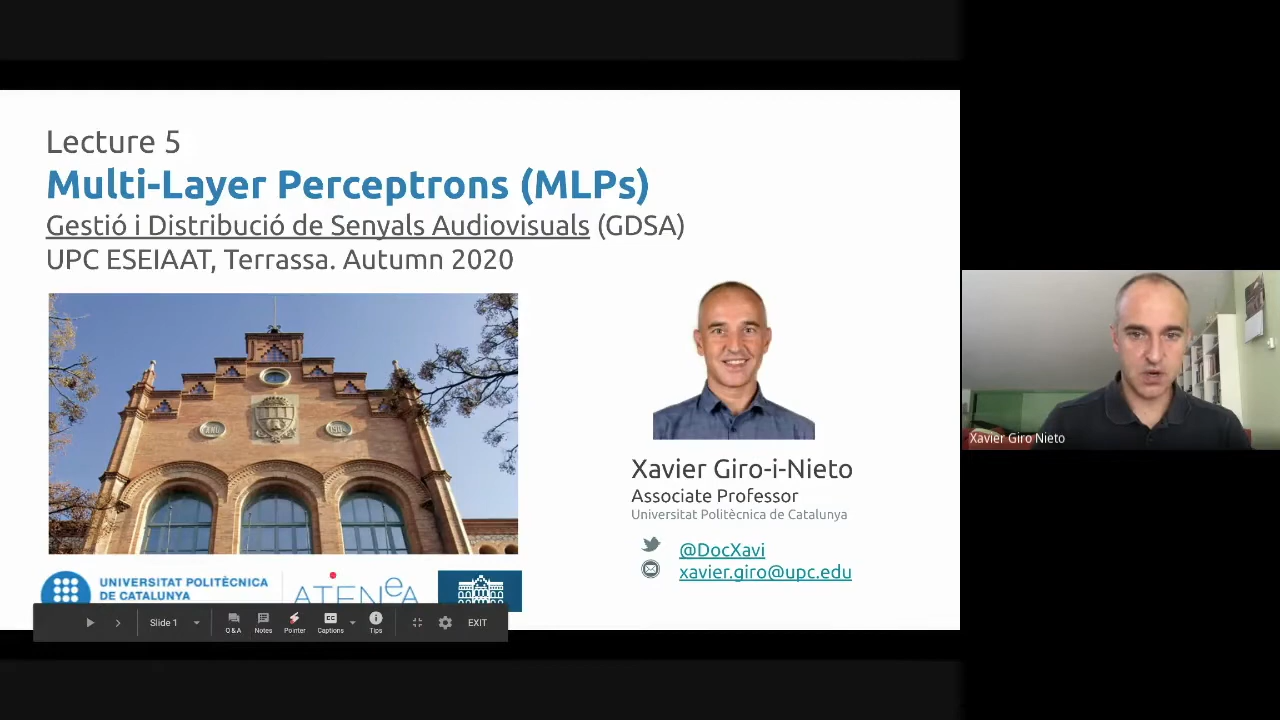 Lecture 5
Multi-Layer Perceptrons (MLPs)
Gestió i Distribució de Senyals Audiovisuals (GDSA)
UPC ESEIAAT, Terrassa. Autumn 2020
Xavier Giro-i-Nieto
Associate Professor
Universitat Politècnica de Catalunya
@DocXavi
xavier.giro@upc.edu
UNIVERSITAT POLITÈCNICA
DE CATALUNYA
ATENeA
Slide 1
Q & A
Notes
Pointer
Captions
Tips
EXIT
Xavier Giro Nieto